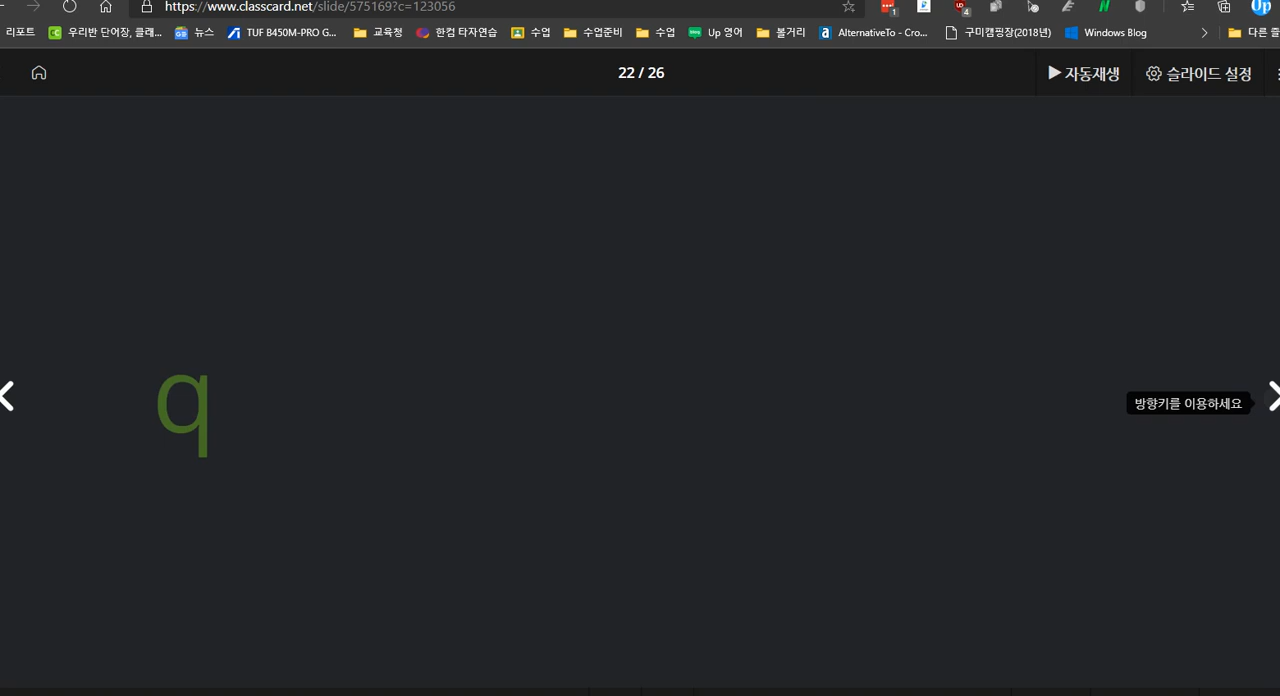 https://www.classcard.net/slide/575169?c=123056
리포트 우리반 단어장, 클래... 뉴스 TUF B450M-PRO G... 교육청 한컴 타자연습 수업 수업준비 수업 Up 영어 볼거리 AlternativeTo - Cro... 구미캠핑장(2018년) Windows Blog 다른 즐
22 / 26
▶ 자동재생
슬라이드 설정
q
방향키를 이용하세요